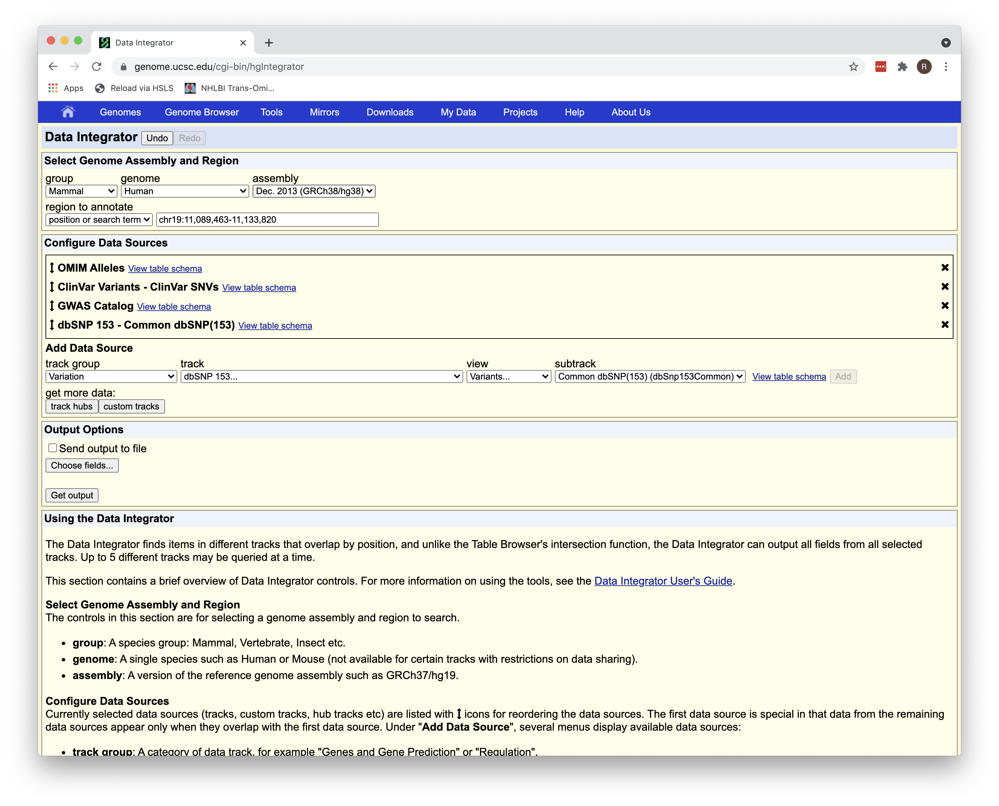 Data Integrator
genome.ucsc.edu/cgi-bin/hgIntegrator
R
Apps Reload via HSLS NHLBI Trans-Omi...
Genomes Genome Browser Tools Mirrors Downloads My Data Projects Help About Us
Data Integrator Undo Redo
Select Genome Assembly and Region
group genome assembly
Mammal Human Dec. 2013 (GRCh38/hg38)
region to annotate
position or search term chr19:11,089,463-11,133,820
Configure Data Sources
OMIM Alleles View table schema
ClinVar Variants - ClinVar SNVs View table schema
GWAS Catalog View table schema
dbSNP 153 - Common dbSNP(153) View table schema
Add Data Source
track group track view subtrack
Variation dbSNP 153... Variants... Common dbSNP(153) (dbSnp153Common) View table schema Add
get more data:
track hubs custom tracks
Output Options
Send output to file
Choose fields...
Get output
Using the Data Integrator
The Data Integrator finds items in different tracks that overlap by position, and unlike the Table Browser's intersection function, the Data Integrator can output all fields from all selected
tracks. Up to 5 different tracks may be queried at a time.
This section contains a brief overview of Data Integrator controls. For more information on using the tools, see the Data Integrator User's Guide.
Select Genome Assembly and Region
The controls in this section are for selecting a genome assembly and region to search.
• group: A species group: Mammal, Vertebrate, Insect etc.
• genome: A single species such as Human or Mouse (not available for certain tracks with restrictions on data sharing).
• assembly: A version of the reference genome assembly such as GRCh37/hg19.
Configure Data Sources
Currently selected data sources (tracks, custom tracks, hub tracks etc) are listed with icons for reordering the data sources. The first data source is special in that data from the remaining
data sources appear only when they overlap with the first data source. Under "Add Data Source", several menus display available data sources:
• track group: A category of data track, for example "Genes and Gene Prediction" or "Regulation".